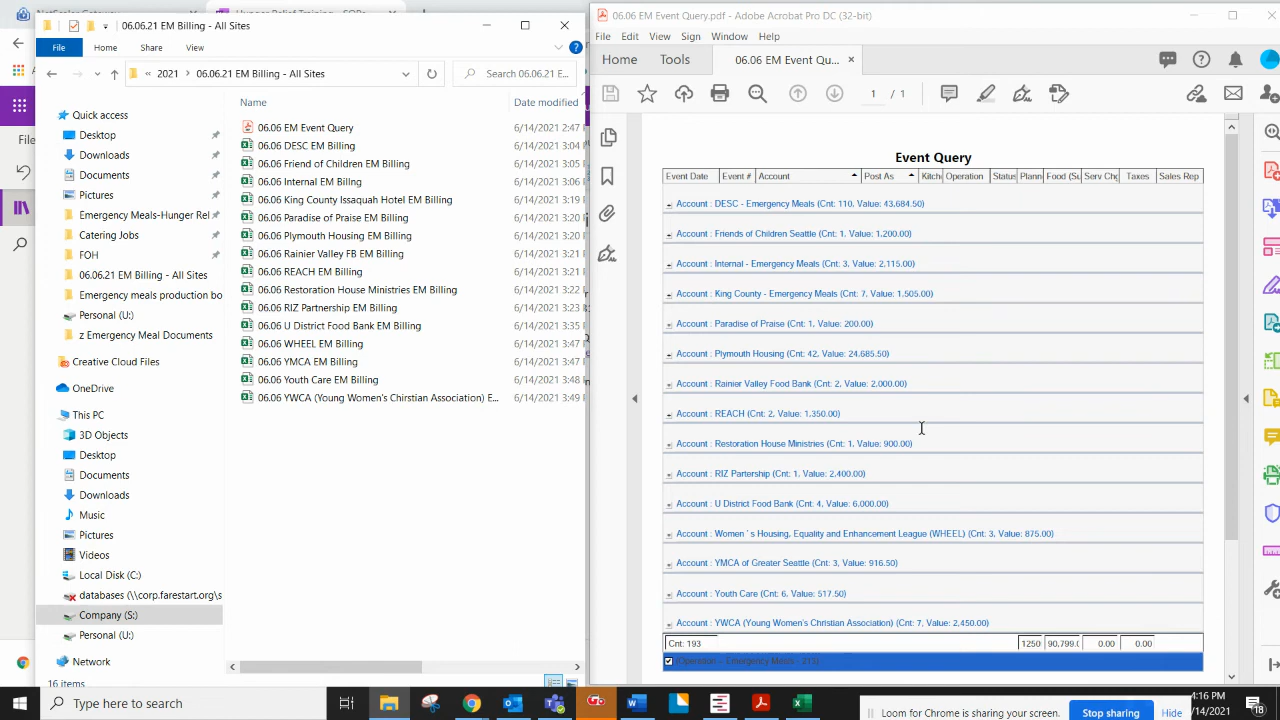 06.06.21 EM Billing - All Sites
File Home Share View
« 2021 > 06.06.21 EM Billing - All Sites
Search 06.06.21 E...
Name Date modified
Quick access
Desktop
Downloads
Documents
Pictures
Emergency Meals-Hunger Rel
Catering Jobs
FOH
06.06.21 EM Billing - All Sites
Emergency meals production bo
Personal (U:)
z Emergency Meal Documents
Creative Cloud Files
OneDrive
This PC
3D Objects
Desktop
Documents
Downloads
Music
Pictures
Videos
Local Disk (C:)
databases (\\corp.farestart.org\s
Company (S:)
Personal (U:)
Network
16 items
06.06 EM Event Query 6/14/2021 2:47
06.06 DESC EM Billing 6/14/2021 3:04
06.06 Friend of Children EM Billing 6/14/2021 3:05
06.06 Internal EM Billng 6/14/2021 3:06
06.06 King County Issaquah Hotel EM Billing 6/14/2021 3:19
06.06 Paradise of Praise EM Billing 6/14/2021 3:20
06.06 Plymouth Housing EM Billing 6/14/2021 3:20
06.06 Rainier Valley FB EM Billing 6/14/2021 3:21
06.06 REACH EM Billing 6/14/2021 3:21
06.06 Restoration House Ministries EM Billing 6/14/2021 3:22
06.06 RIZ Partnership EM Billing 6/14/2021 3:23
06.06 U District Food Bank EM Billing 6/14/2021 3:35
06.06 WHEEL EM Billing 6/14/2021 3:47
06.06 YMCA EM Billing 6/14/2021 3:47
06.06 Youth Care EM Billing 6/14/2021 3:48
06.06 YWCA (Young Women's Chirstian Association) E... 6/14/2021 3:49
06.06 EM Event Query.pdf - Adobe Acrobat Pro DC (32-bit)
File Edit View Sign Window Help
Home Tools 06.06 EM Event Qu... ×
1 / 1
Event Query
Event Date Event # Account Post As Kitch Operation Status Plann Food (Su Serv Chg Taxes Sales Rep
Account : DESC - Emergency Meals (Cnt: 110, Value: 43,684.50)
Account : Friends of Children Seattle (Cnt: 1, Value: 1,200.00)
Account : Internal - Emergency Meals (Cnt: 3, Value: 2,115.00)
Account : King County - Emergency Meals (Cnt: 7, Value: 1,505.00)
Account : Paradise of Praise (Cnt: 1, Value: 200.00)
Account : Plymouth Housing (Cnt: 42, Value: 24,685.50)
Account : Rainier Valley Food Bank (Cnt: 2, Value: 2,000.00)
Account : REACH (Cnt: 2, Value: 1,350.00)
Account : Restoration House Ministries (Cnt: 1, Value: 900.00)
Account : RIZ Partership (Cnt: 1, Value: 2,400.00)
Account : U District Food Bank (Cnt: 4, Value: 6,000.00)
Account : Women ' s Housing, Equality and Enhancement League (WHEEL) (Cnt: 3, Value: 875.00)
Account : YMCA of Greater Seattle (Cnt: 3, Value: 916.50)
Account : Youth Care (Cnt: 6, Value: 517.50)
Account : YWCA (Young Women's Christian Association) (Cnt: 7, Value: 2,450.00)
Cnt: 193 1250 90,799.( 0.00 0.00
(Operation = Emergency Meals - 213)
Type here to search
Loom for Chrome is sharing your screen. Stop sharing Hide
4:16 PM
/14/2021
18